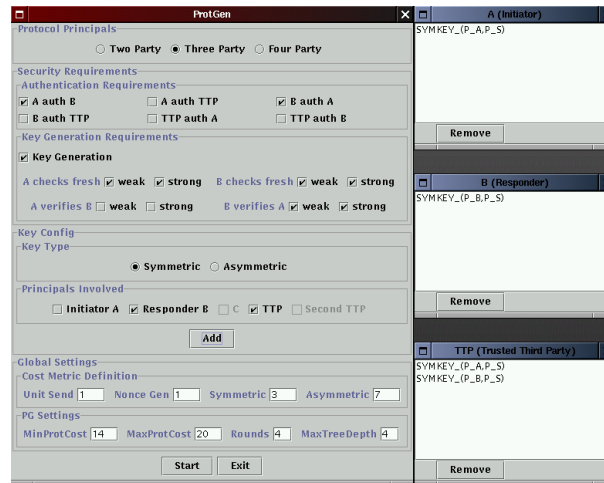 ProtGen
Protocol Principals
Two Party Three Party Four Party
Security Requirements
Authentication Requirements
A auth B A auth TTP B auth A
B auth TTP TTP auth A TTP auth B
Key Generation Requirements
Key Generation
A checks fresh weak strong B checks fresh weak strong
A verifies B weak strong B verifies A weak strong
Key Config
Key Type
Symmetric Asymmetric
Principals Involved
Initiator A Responder B C TTP Second TTP
Add
Global Settings
Cost Metric Definition
Unit Send 1 Nonce Gen 1 Symmetric 3 Asymmetric 7
PG Settings
MinProtCost 14 MaxProtCost 20 Rounds 4 MaxTreeDepth 4
Start Exit
A (Initiator)
SYMKEY_(P_A,P_S)
Remove
B (Responder)
SYMKEY_(P_B,P_S)
Remove
TTP (Trusted Third Party)
SYMKEY_(P_A,P_S)
SYMKEY_(P_B,P_S)
Remove